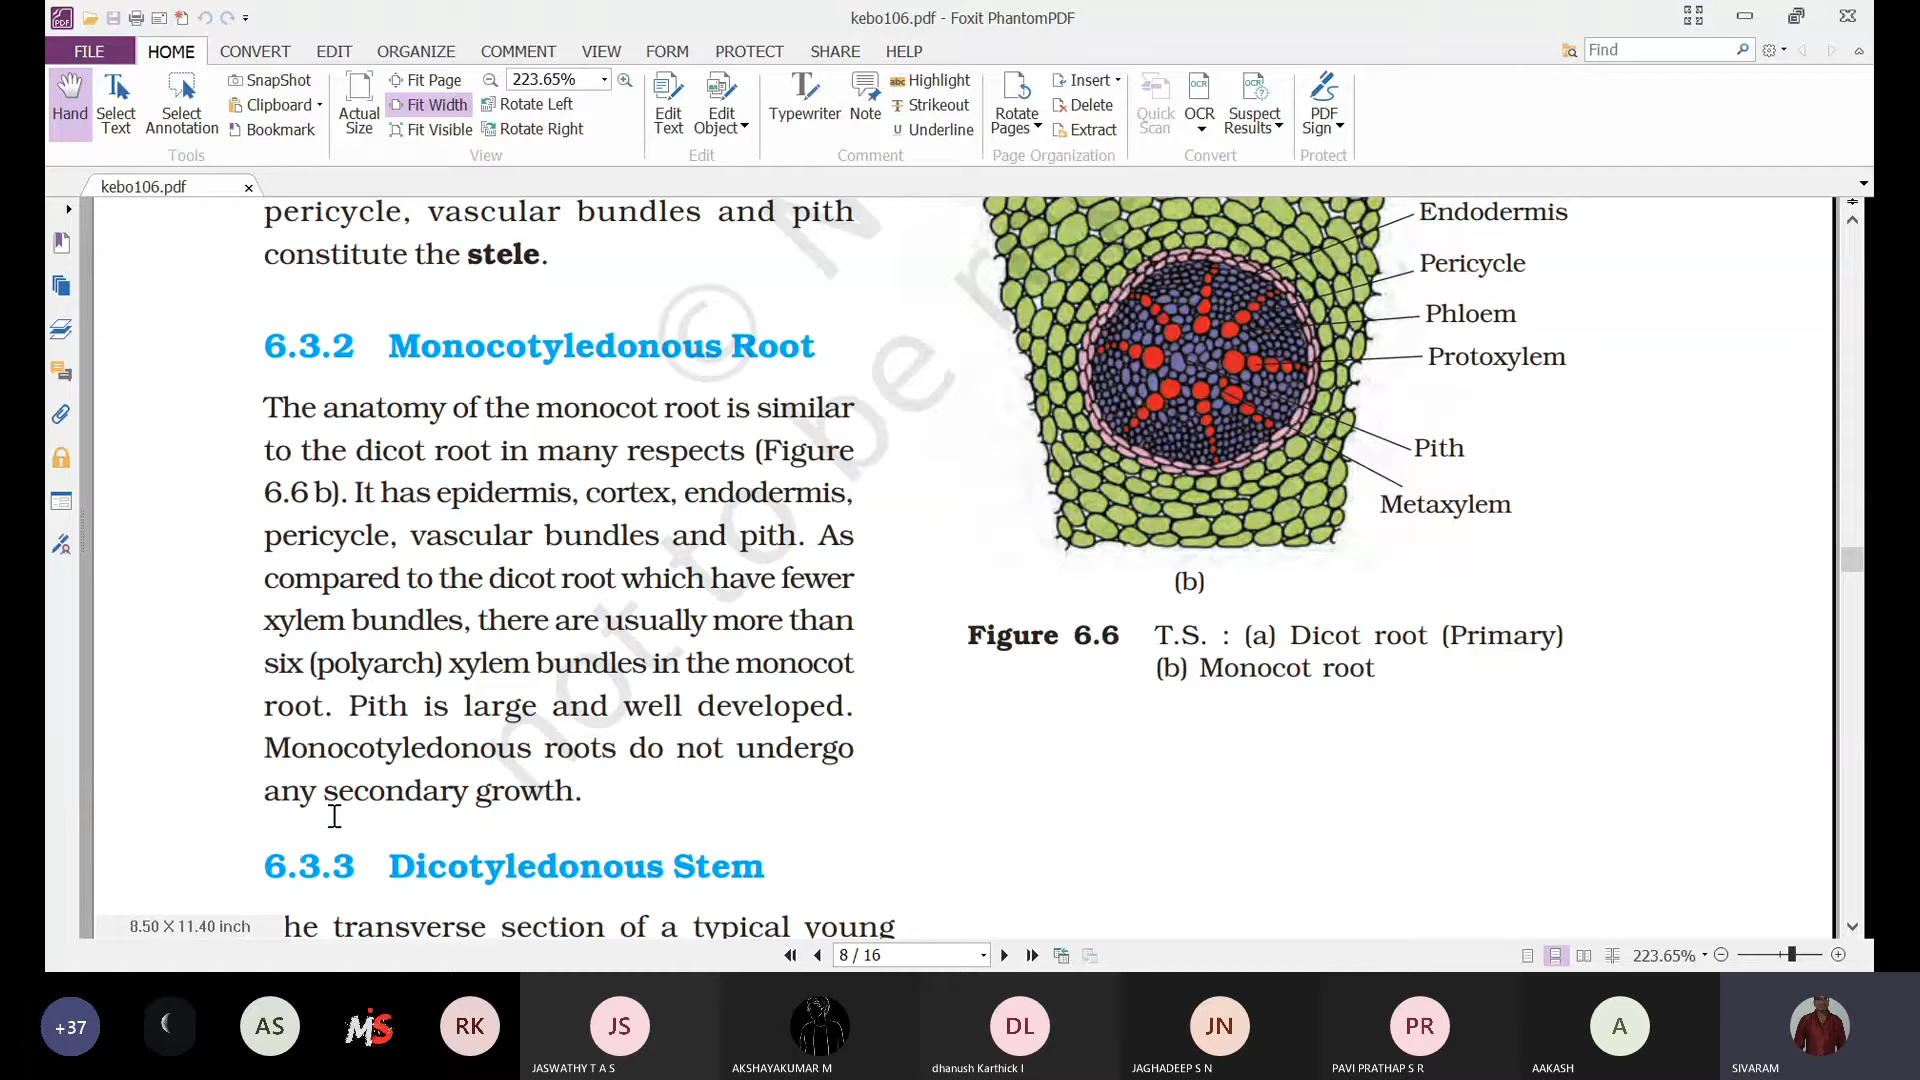 kebo106.pdf - Foxit PhantomPDF
FILE HOME CONVERT EDIT ORGANIZE COMMENT VIEW FORM PROTECT SHARE HELP
Find
Hand
Select Text
Select Annotation
SnapShot
Clipboard
Bookmark
Tools
Actual Size
Fit Page
Fit Width
Fit Visible
223.65%
Rotate Left
Rotate Right
View
Edit Text
Edit Object
Edit
Typewriter
Note
Highlight
Strikeout
Underline
Comment
Rotate Pages
Insert
Delete
Extract
Page Organization
Quick Scan
OCR
Suspect Results
Convert
PDF Sign
Protect
kebo106.pdf
pericycle, vascular bundles and pith
constitute the stele.
6.3.2 Monocotyledonous Root
The anatomy of the monocot root is similar
to the dicot root in many respects (Figure
6.6 b). It has epidermis, cortex, endodermis,
pericycle, vascular bundles and pith. As
compared to the dicot root which have fewer
xylem bundles, there are usually more than
six (polyarch) xylem bundles in the monocot
root. Pith is large and well developed.
Monocotyledonous roots do not undergo
any secondary growth.
6.3.3 Dicotyledonous Stem
he transverse section of a typical young
Endodermis
Pericycle
Phloem
Protoxylem
Pith
Metaxylem
(b)
Figure 6.6 T.S. : (a) Dicot root (Primary)
(b) Monocot root
© N
not to be r
8.50 X 11.40 inch
8 / 16
223.65%
+37
AS
MS
RK
JS
JASWATHY T A S
AKSHAYAKUMAR M
DL
dhanush Karthick I
JN
JAGHADEEP S N
PR
PAVI PRATHAP S R
A
AAKASH
SIVARAM